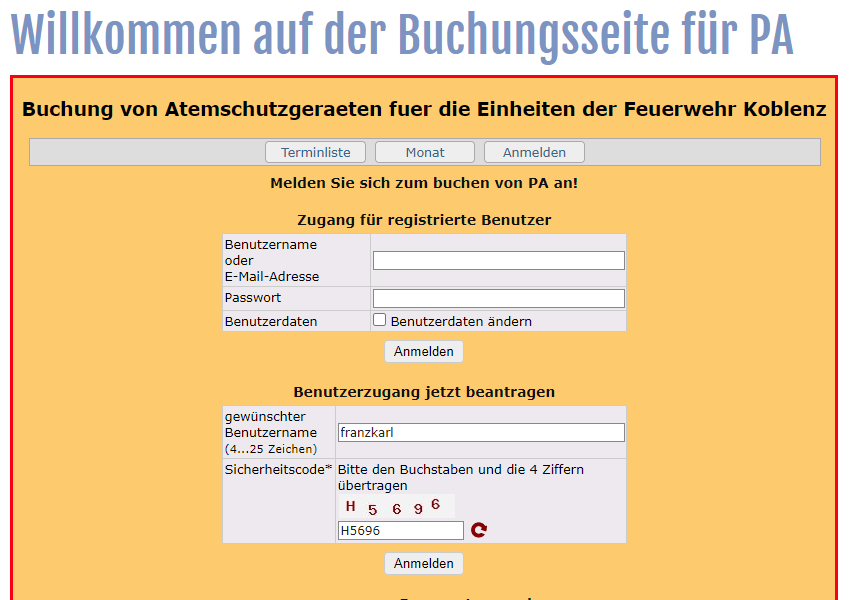 Willkommen auf der Buchungsseite für PA
Buchung von Atemschutzgeraeten fuer die Einheiten der Feuerwehr Koblenz
Terminliste Monat Anmelden
Melden Sie sich zum buchen von PA an!
Zugang für registrierte Benutzer
Benutzername
oder
E-Mail-Adresse
Passwort
Benutzerdaten Benutzerdaten ändern
Anmelden
Benutzerzugang jetzt beantragen
gewünschter
Benutzername
(4...25 Zeichen)
franzkarl
Sicherheitscode* Bitte den Buchstaben und die 4 Ziffern
übertragen
H 5 6 9 6
H5696
Anmelden